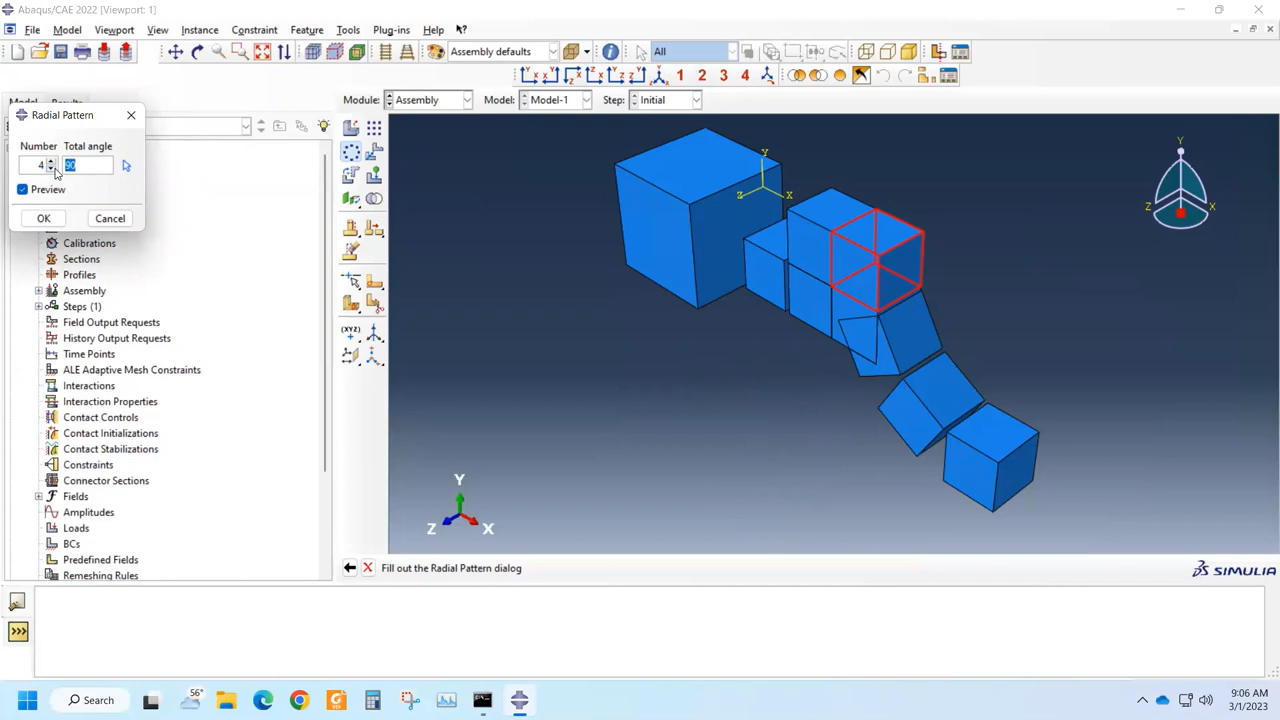 Abaqus/CAE 2022 [Viewport: 1]
File Model Viewport View Instance Constraint Feature Tools Plug-ins Help
Assembly defaults All
1 2 3 4
Module: Assembly Model: Model-1 Step: Initial
Radial Pattern
Number Total angle
4 90
Preview
OK Cancel
Calibrations
Sections
Profiles
Assembly
Steps (1)
Field Output Requests
History Output Requests
Time Points
ALE Adaptive Mesh Constraints
Interactions
Interaction Properties
Contact Controls
Contact Initializations
Contact Stabilizations
Constraints
Connector Sections
Fields
Amplitudes
Loads
BCs
Predefined Fields
Remeshing Rules
(XYZ)
Y
Z X
Y
Z X
Y
Z X
Fill out the Radial Pattern dialog
SIMULIA
>>>
Search
56°
9:06 AM
3/1/2023